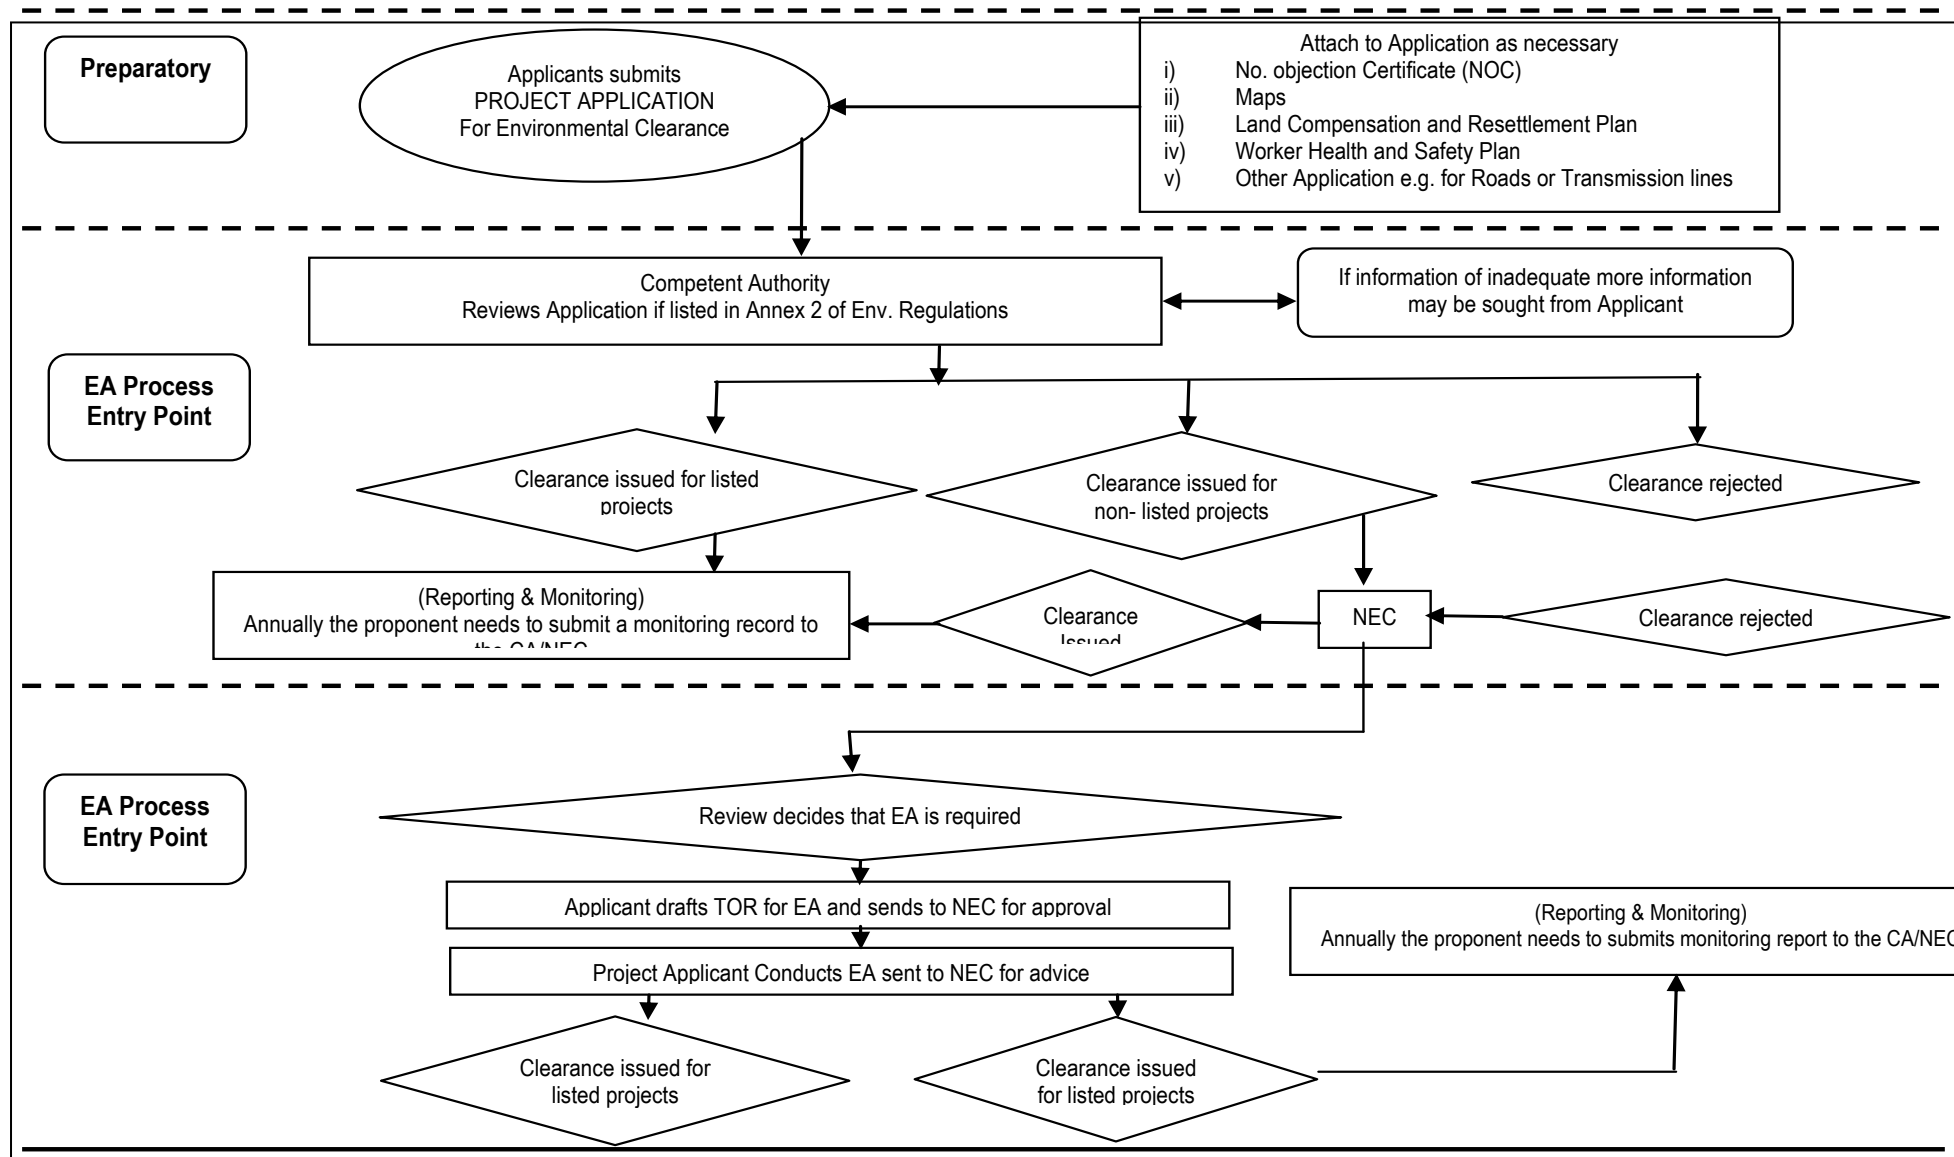 Preparatory
Applicants submits
PROJECT APPLICATION
For Environmental Clearance
Attach to Application as necessary
i) No. objection Certificate (NOC)
ii) Maps
iii) Land Compensation and Resettlement Plan
iv) Worker Health and Safety Plan
v) Other Application e.g. for Roads or Transmission lines
Competent Authority
Reviews Application if listed in Annex 2 of Env. Regulations
If information of inadequate more information
may be sought from Applicant
EA Process
Entry Point
Clearance issued for listed
projects
Clearance issued for
non- listed projects
Clearance rejected
(Reporting & Monitoring)
Annually the proponent needs to submit a monitoring record to
the CA/NEC
Clearance
Issued
NEC
Clearance rejected
EA Process
Entry Point
Review decides that EA is required
Applicant drafts TOR for EA and sends to NEC for approval
Project Applicant Conducts EA sent to NEC for advice
(Reporting & Monitoring)
Annually the proponent needs to submits monitoring report to the CA/NEC
Clearance issued for
listed projects
Clearance issued
for listed projects